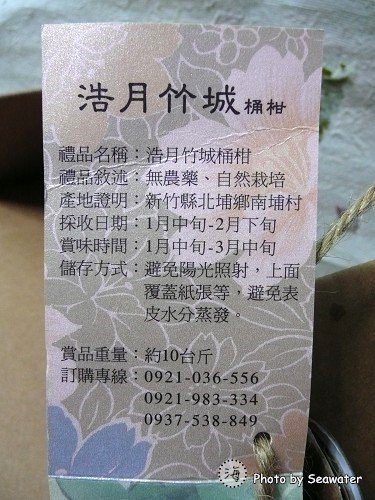 浩月竹城桶柑
禮品名稱：浩月竹城桶柑
禮品敘述：無農藥、自然栽培
產地證明：新竹縣北埔鄉南埔村
採收日期：1月中旬-2月下旬
賞味時間：1月中旬-3月中旬
儲存方式：避免陽光照射，上面
覆蓋紙張等，避免表
皮水分蒸發。
賞品重量：約10台斤
訂購專線：0921-036-556
0921-983-334
0937-538-849
海 Photo by Seawater